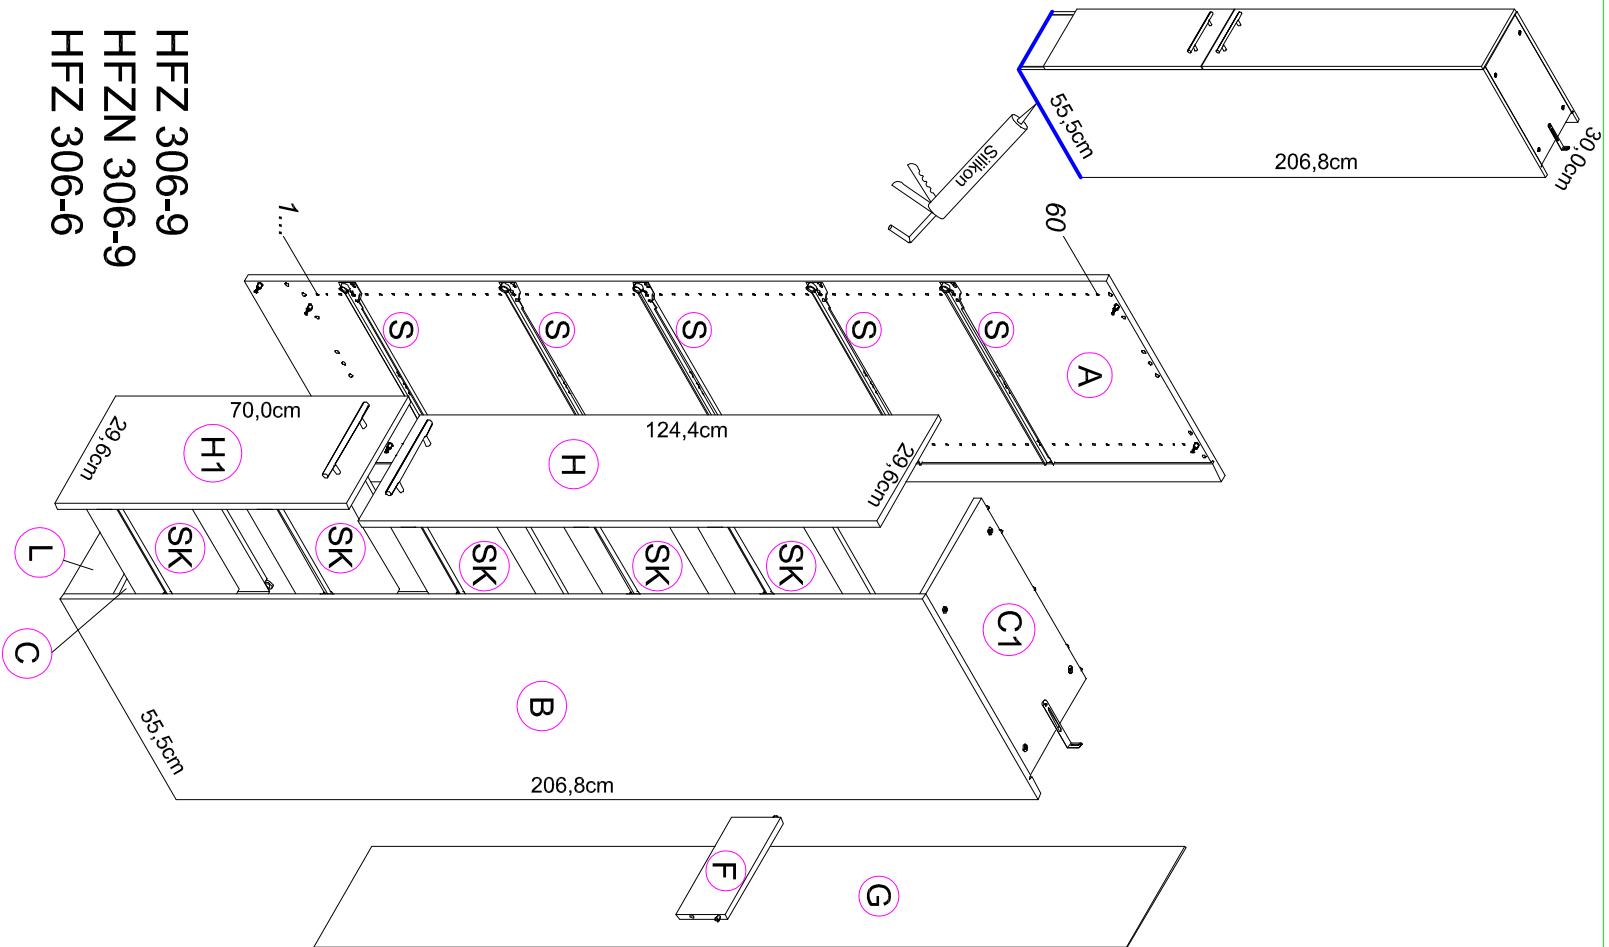 HFZ 306-9
HFZN 306-9
HFZ 306-6
55,5cm
206,8cm
30,0cm
Silikon
1...
60
S
S
S
S
S
A
70,0cm
29,6cm
H1
124,4cm
29,6cm
H
SK
SK
SK
SK
SK
L
C
C1
B
55,5cm
206,8cm
F
G